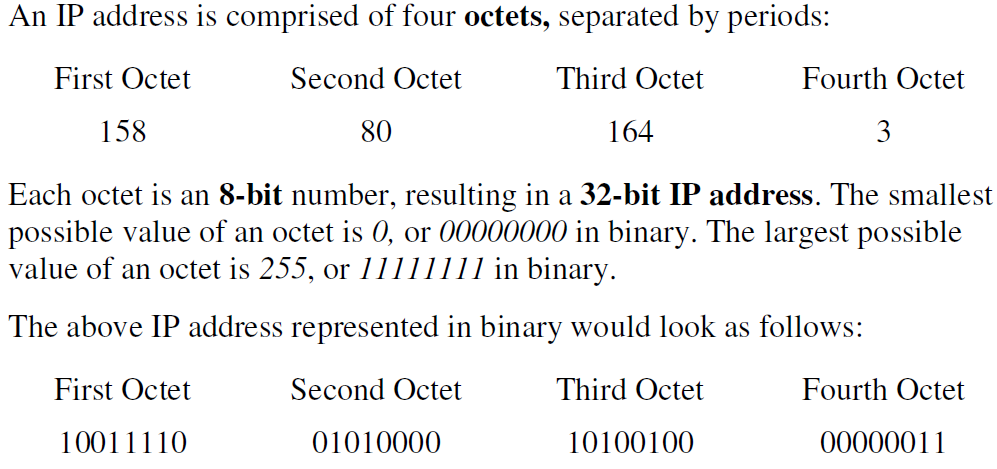 An IP address is comprised of four octets, separated by periods:
First Octet Second Octet Third Octet Fourth Octet
158 80 164 3
Each octet is an 8-bit number, resulting in a 32-bit IP address. The smallest
possible value of an octet is 0, or 00000000 in binary. The largest possible
value of an octet is 255, or 11111111 in binary.
The above IP address represented in binary would look as follows:
First Octet Second Octet Third Octet Fourth Octet
10011110 01010000 10100100 00000011